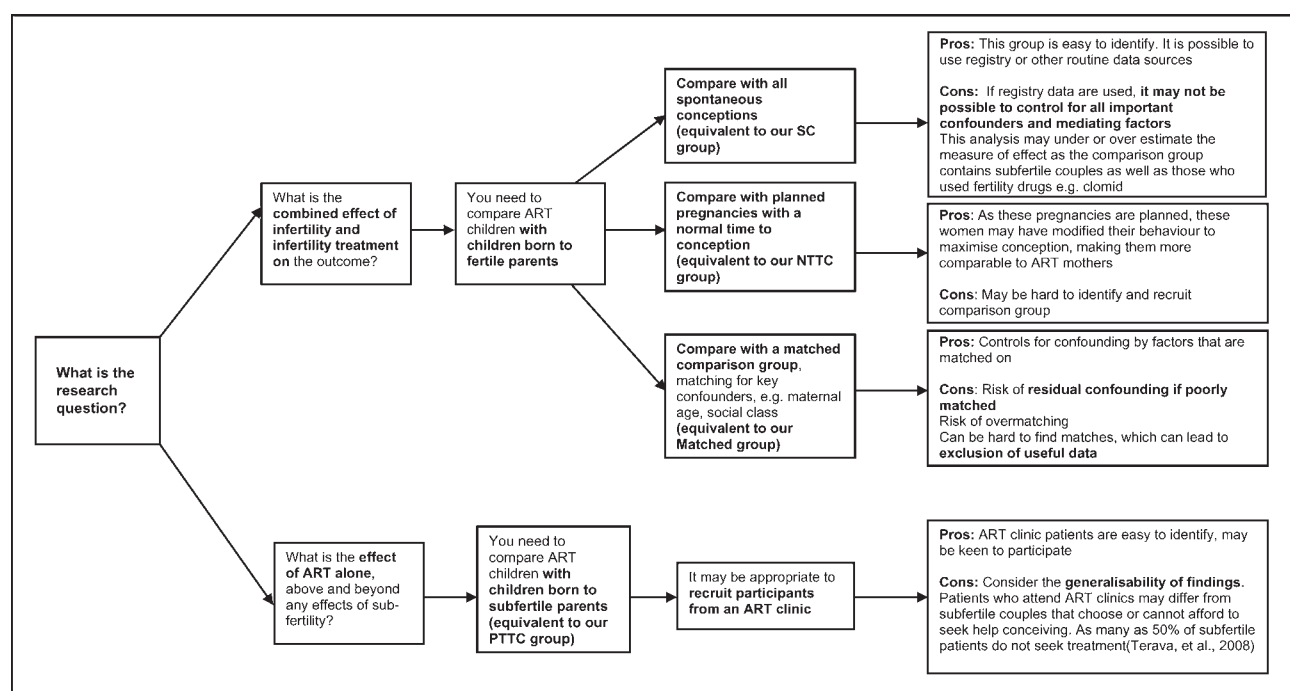 What is the
research
question?
What is the
combined effect of
infertility and
infertility treatment
on the outcome?
You need to
compare ART
children with
children born to
fertile parents
Compare with all
spontaneous
conceptions
(equivalent to our SC
group)
Pros: This group is easy to identify. It is possible to
use registry or other routine data sources
Cons: If registry data are used, it may not be
possible to control for all important
confounders and mediating factors
This analysis may under or over estimate the
measure of effect as the comparison group
contains subfertile couples as well as those who
used fertility drugs e.g. clomid
Compare with planned
pregnancies with a
normal time to
conception
(equivalent to our NTTC
group)
Pros: As these pregnancies are planned, these
women may have modified their behaviour to
maximise conception, making them more
comparable to ART mothers
Cons: May be hard to identify and recruit
comparison group
Compare with a matched
comparison group,
matching for key
confounders, e.g. maternal
age, social class
(equivalent to our
Matched group)
Pros: Controls for confounding by factors that are
matched on
Cons: Risk of residual confounding if poorly
matched
Risk of overmatching
Can be hard to find matches, which can lead to
exclusion of useful data
What is the effect
of ART alone,
above and beyond
any effects of sub-
fertility?
You need to
compare ART
children with
children born to
subfertile parents
(equivalent to our
PTTC group)
It may be appropriate to
recruit participants
from an ART clinic
Pros: ART clinic patients are easy to identify, may
be keen to participate
Cons: Consider the generalisability of findings.
Patients who attend ART clinics may differ from
subfertile couples that choose or cannot afford to
seek help conceiving. As many as 50% of subfertile
patients do not seek treatment(Terava, et al., 2008)